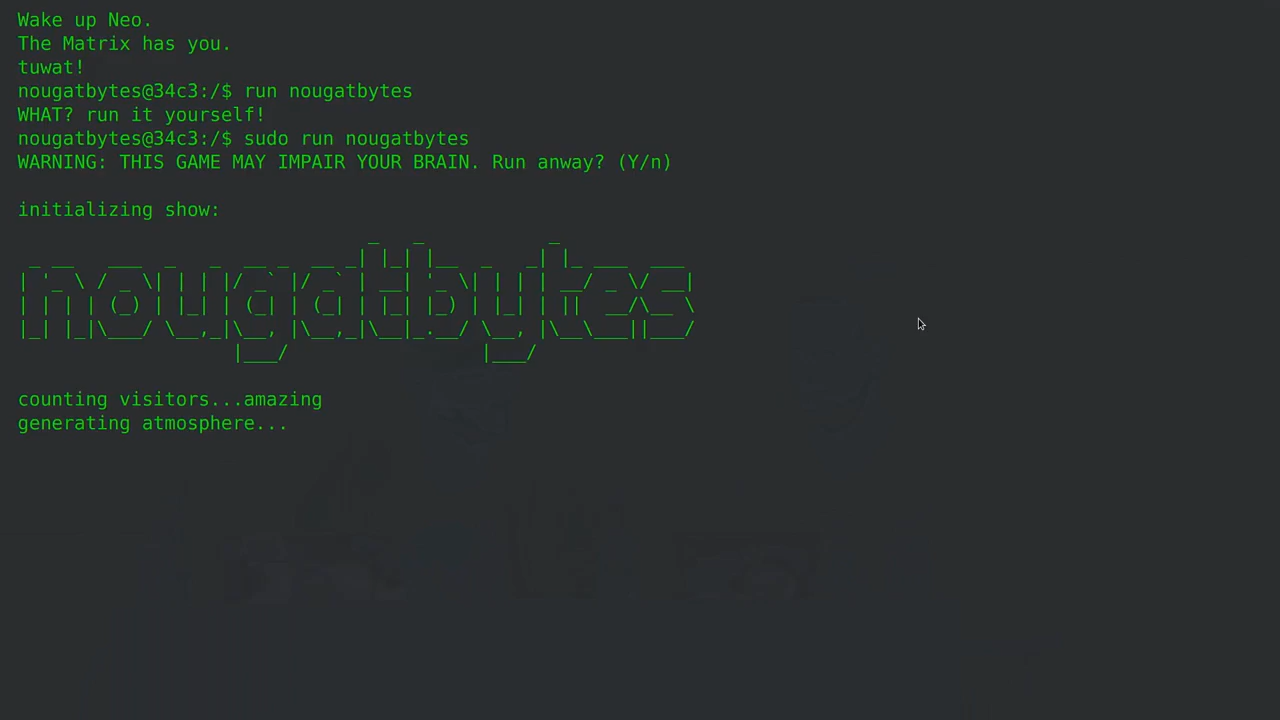 Wake up Neo.
The Matrix has you.
tuwat!
nougatbytes@34c3:/$ run nougatbytes
WHAT? run it yourself!
nougatbytes@34c3:/$ sudo run nougatbytes
WARNING: THIS GAME MAY IMPAIR YOUR BRAIN. Run anway? (Y/n)
initializing show:
nougatbytes
counting visitors...amazing
generating atmosphere...